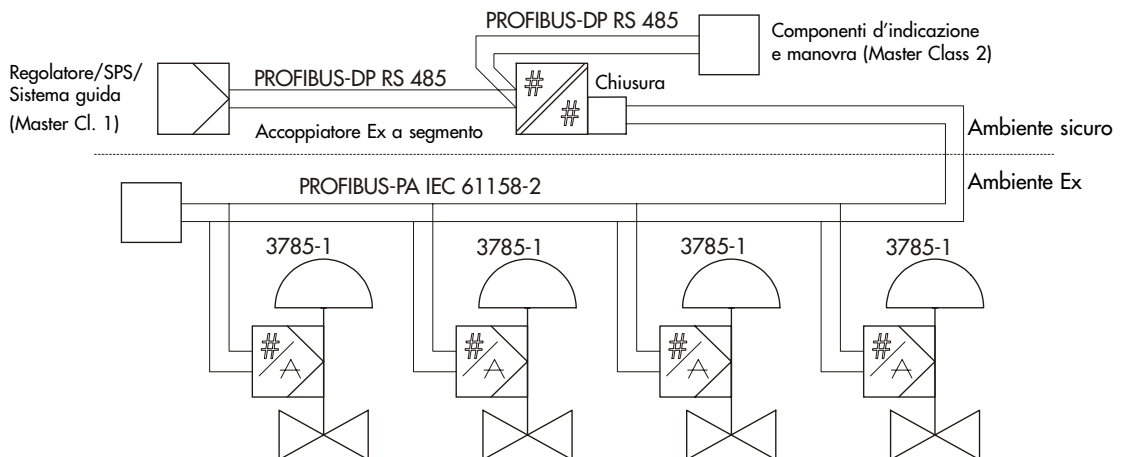 PROFIBUS-DP RS 485
Componenti d'indicazione
e manovra (Master Class 2)
Regolatore/SPS/
Sistema guida
(Master Cl. 1)
PROFIBUS-DP RS 485
#
#
Chiusura
Accoppiatore Ex a segmento
Ambiente sicuro
PROFIBUS-PA IEC 61158-2
Ambiente Ex
3785-1
3785-1
3785-1
3785-1
#
A
#
A
#
A
#
A